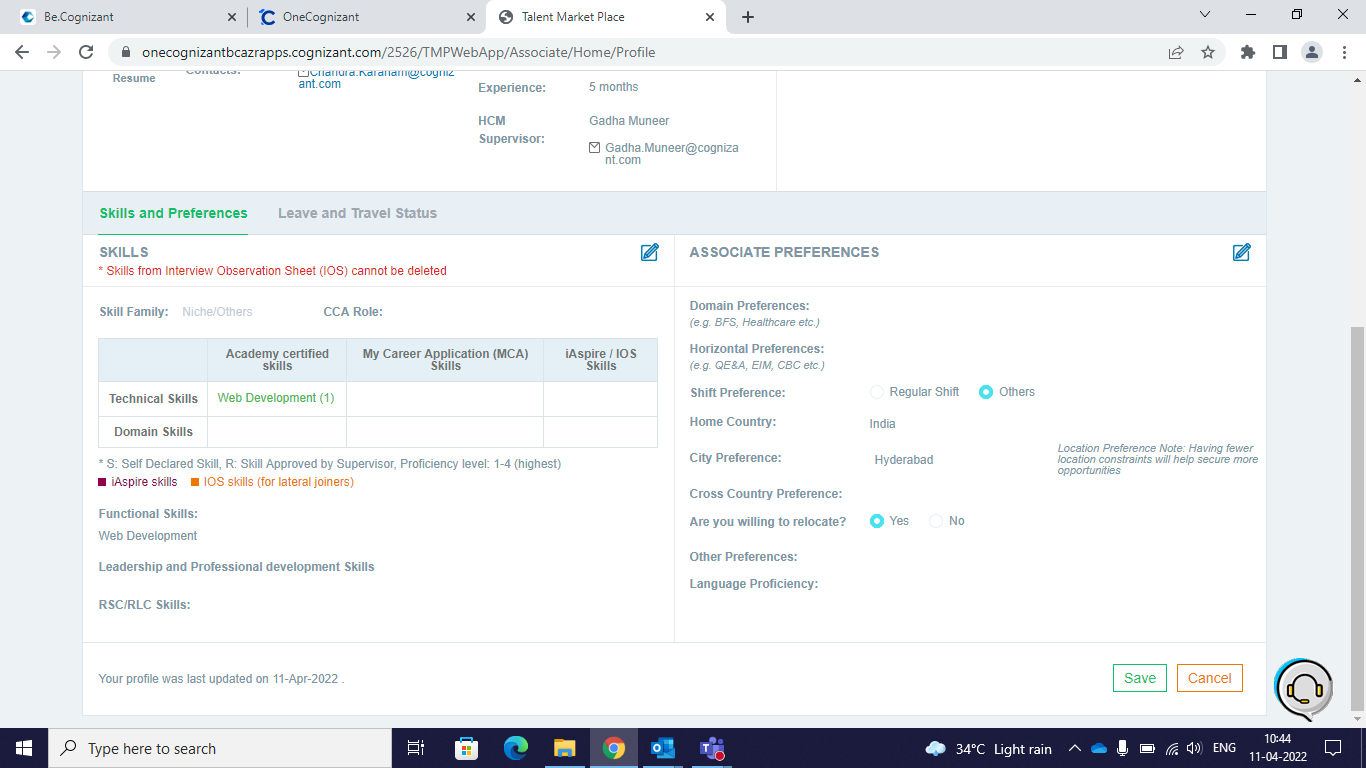 Be.Cognizant
OneCognizant
Talent Market Place
onecognizantbcazrapps.cognizant.com/2526/TMPWebApp/Associate/Home/Profile
Resume
Contacts:
Chandra.Karanam@cogniz
ant.com
Experience:
5 months
HCM
Supervisor:
Gadha Muneer
Gadha.Muneer@cogniza
nt.com
Skills and Preferences
Leave and Travel Status
SKILLS
* Skills from Interview Observation Sheet (IOS) cannot be deleted
Skill Family: Niche/Others
CCA Role:
Academy certified
skills
My Career Application (MCA)
Skills
iAspire / IOS
Skills
Technical Skills
Web Development (1)
Domain Skills
* S: Self Declared Skill, R: Skill Approved by Supervisor, Proficiency level: 1-4 (highest)
iAspire skills
IOS skills (for lateral joiners)
Functional Skills:
Web Development
Leadership and Professional development Skills
RSC/RLC Skills:
ASSOCIATE PREFERENCES
Domain Preferences:
(e.g. BFS, Healthcare etc.)
Horizontal Preferences:
(e.g. QE&A, EIM, CBC etc.)
Shift Preference:
Regular Shift
Others
Home Country:
India
City Preference:
Hyderabad
Location Preference Note: Having fewer
location constraints will help secure more
opportunities
Cross Country Preference:
Are you willing to relocate?
Yes
No
Other Preferences:
Language Proficiency:
Your profile was last updated on 11-Apr-2022 .
Save
Cancel
Type here to search
34°C Light rain
ENG
10:44
11-04-2022